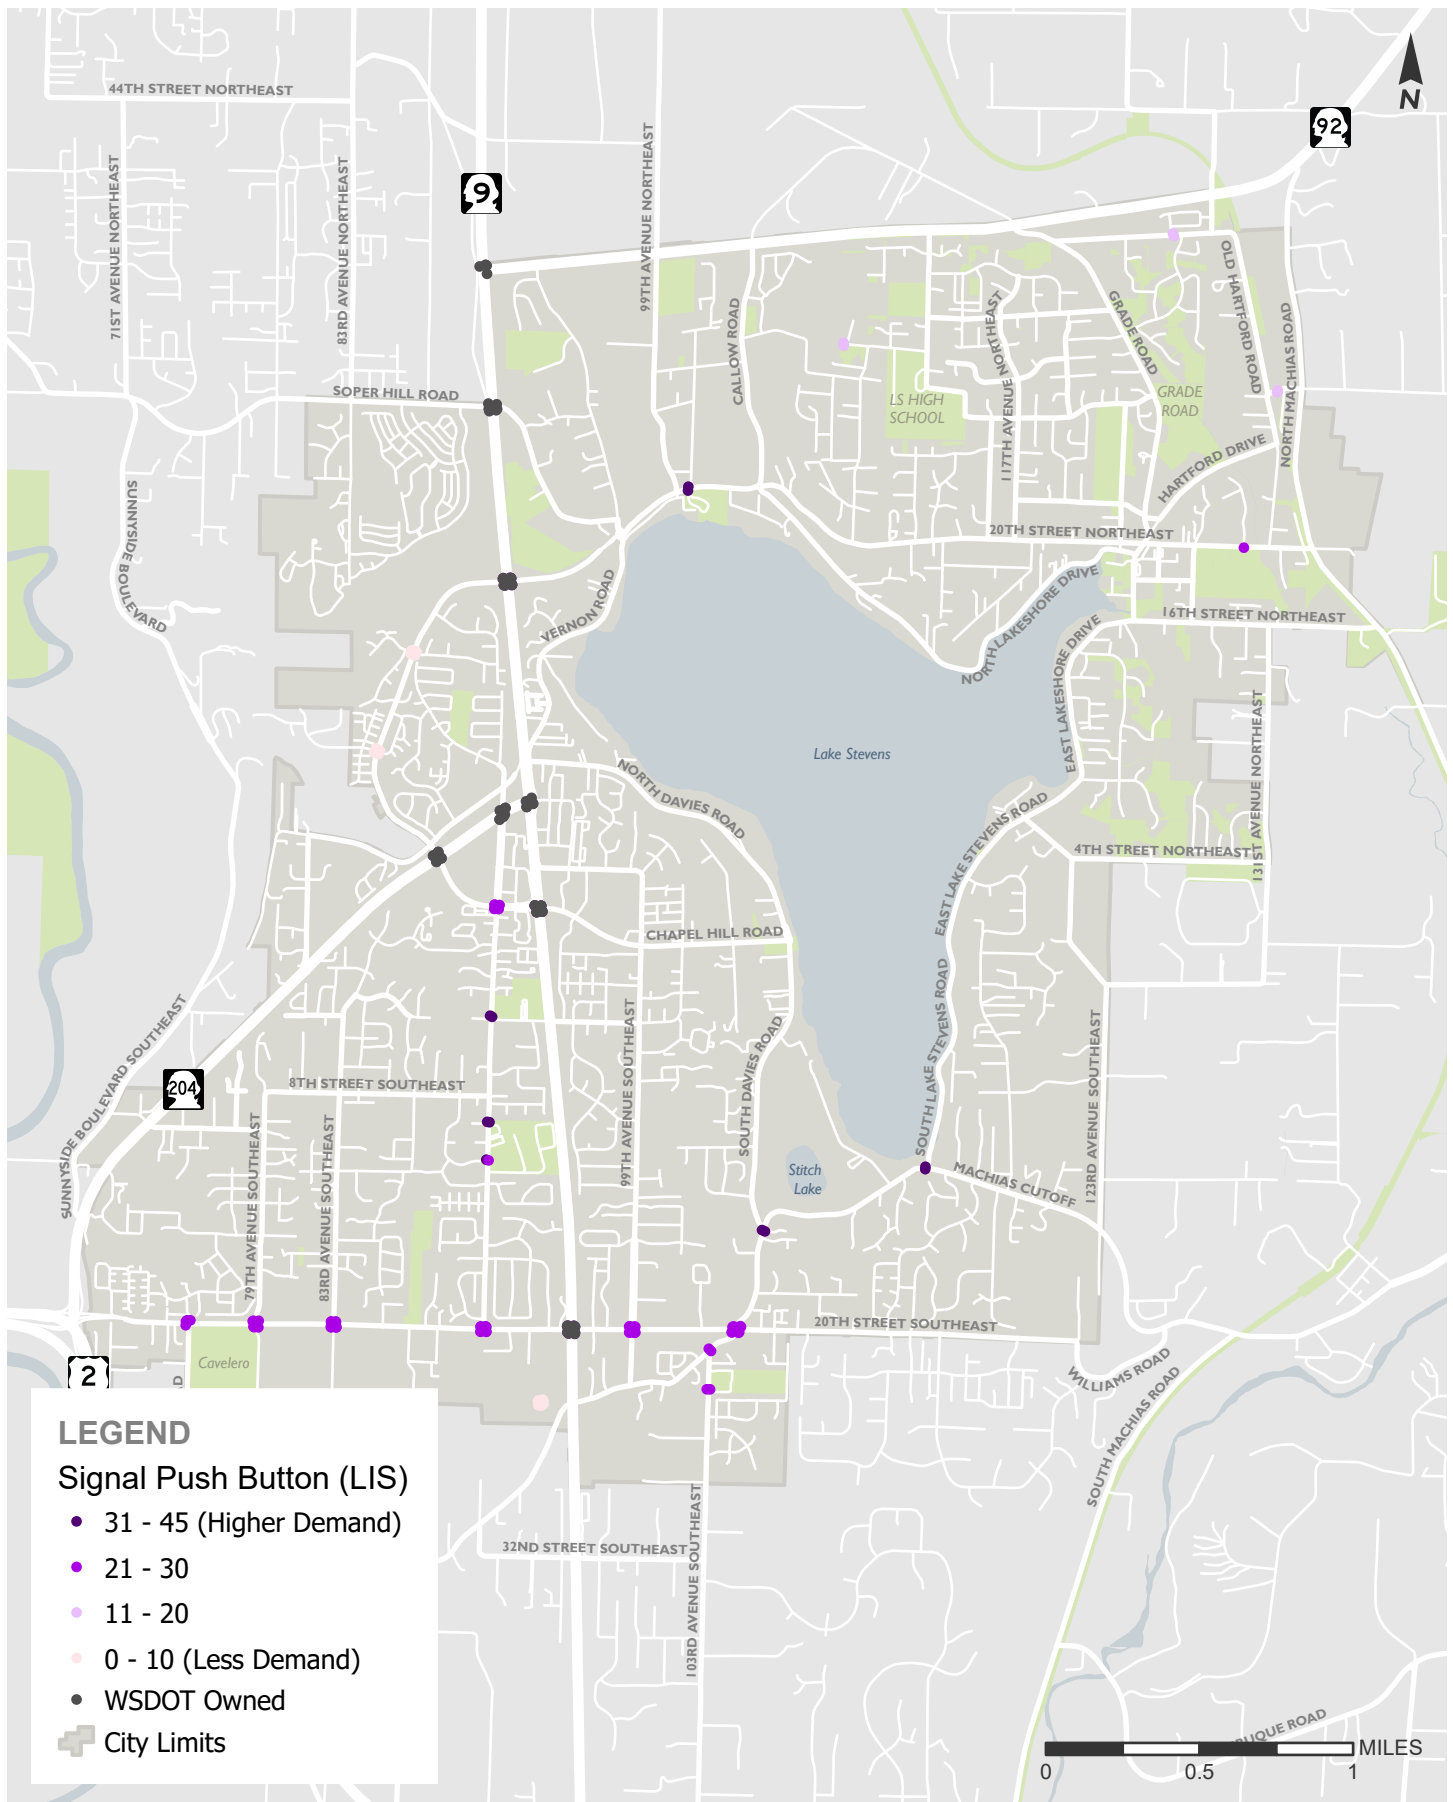 N
92
9
44TH STREET NORTHEAST
71ST AVENUE NORTHEAST
83RD AVENUE NORTHEAST
99TH AVENUE NORTHEAST
CALLOW ROAD
OLD HARTFORD ROAD
NORTH MACHIAS ROAD
GRADE ROAD
117TH AVENUE NORTHEAST
SOPER HILL ROAD
LS HIGH
SCHOOL
GRADE
ROAD
HARTFORD DRIVE
SUNNYSIDE BOULEVARD
20TH STREET NORTHEAST
VERNON ROAD
NORTH LAKESHORE DRIVE
16TH STREET NORTHEAST
EAST LAKESHORE DRIVE
131ST AVENUE NORTHEAST
Lake Stevens
NORTH DAVIES ROAD
EAST LAKE STEVENS ROAD
4TH STREET NORTHEAST
CHAPEL HILL ROAD
SUNNYSIDE BOULEVARD SOUTHEAST
204
8TH STREET SOUTHEAST
99TH AVENUE SOUTHEAST
SOUTH DAVIES ROAD
SOUTH LAKE STEVENS ROAD
123RD AVENUE SOUTHEAST
79TH AVENUE SOUTHEAST
83RD AVENUE SOUTHEAST
Stitch
Lake
MACHIAS CUTOFF
20TH STREET SOUTHEAST
Cavelero
2
AD
WILLIAMS ROAD
SOUTH MACHIAS ROAD
32ND STREET SOUTHEAST
103RD AVENUE SOUTHEAST
LEGEND
Signal Push Button (LIS)
31 - 45 (Higher Demand)
21 - 30
11 - 20
0 - 10 (Less Demand)
WSDOT Owned
City Limits
UQUE ROAD
MILES
0 0.5 1